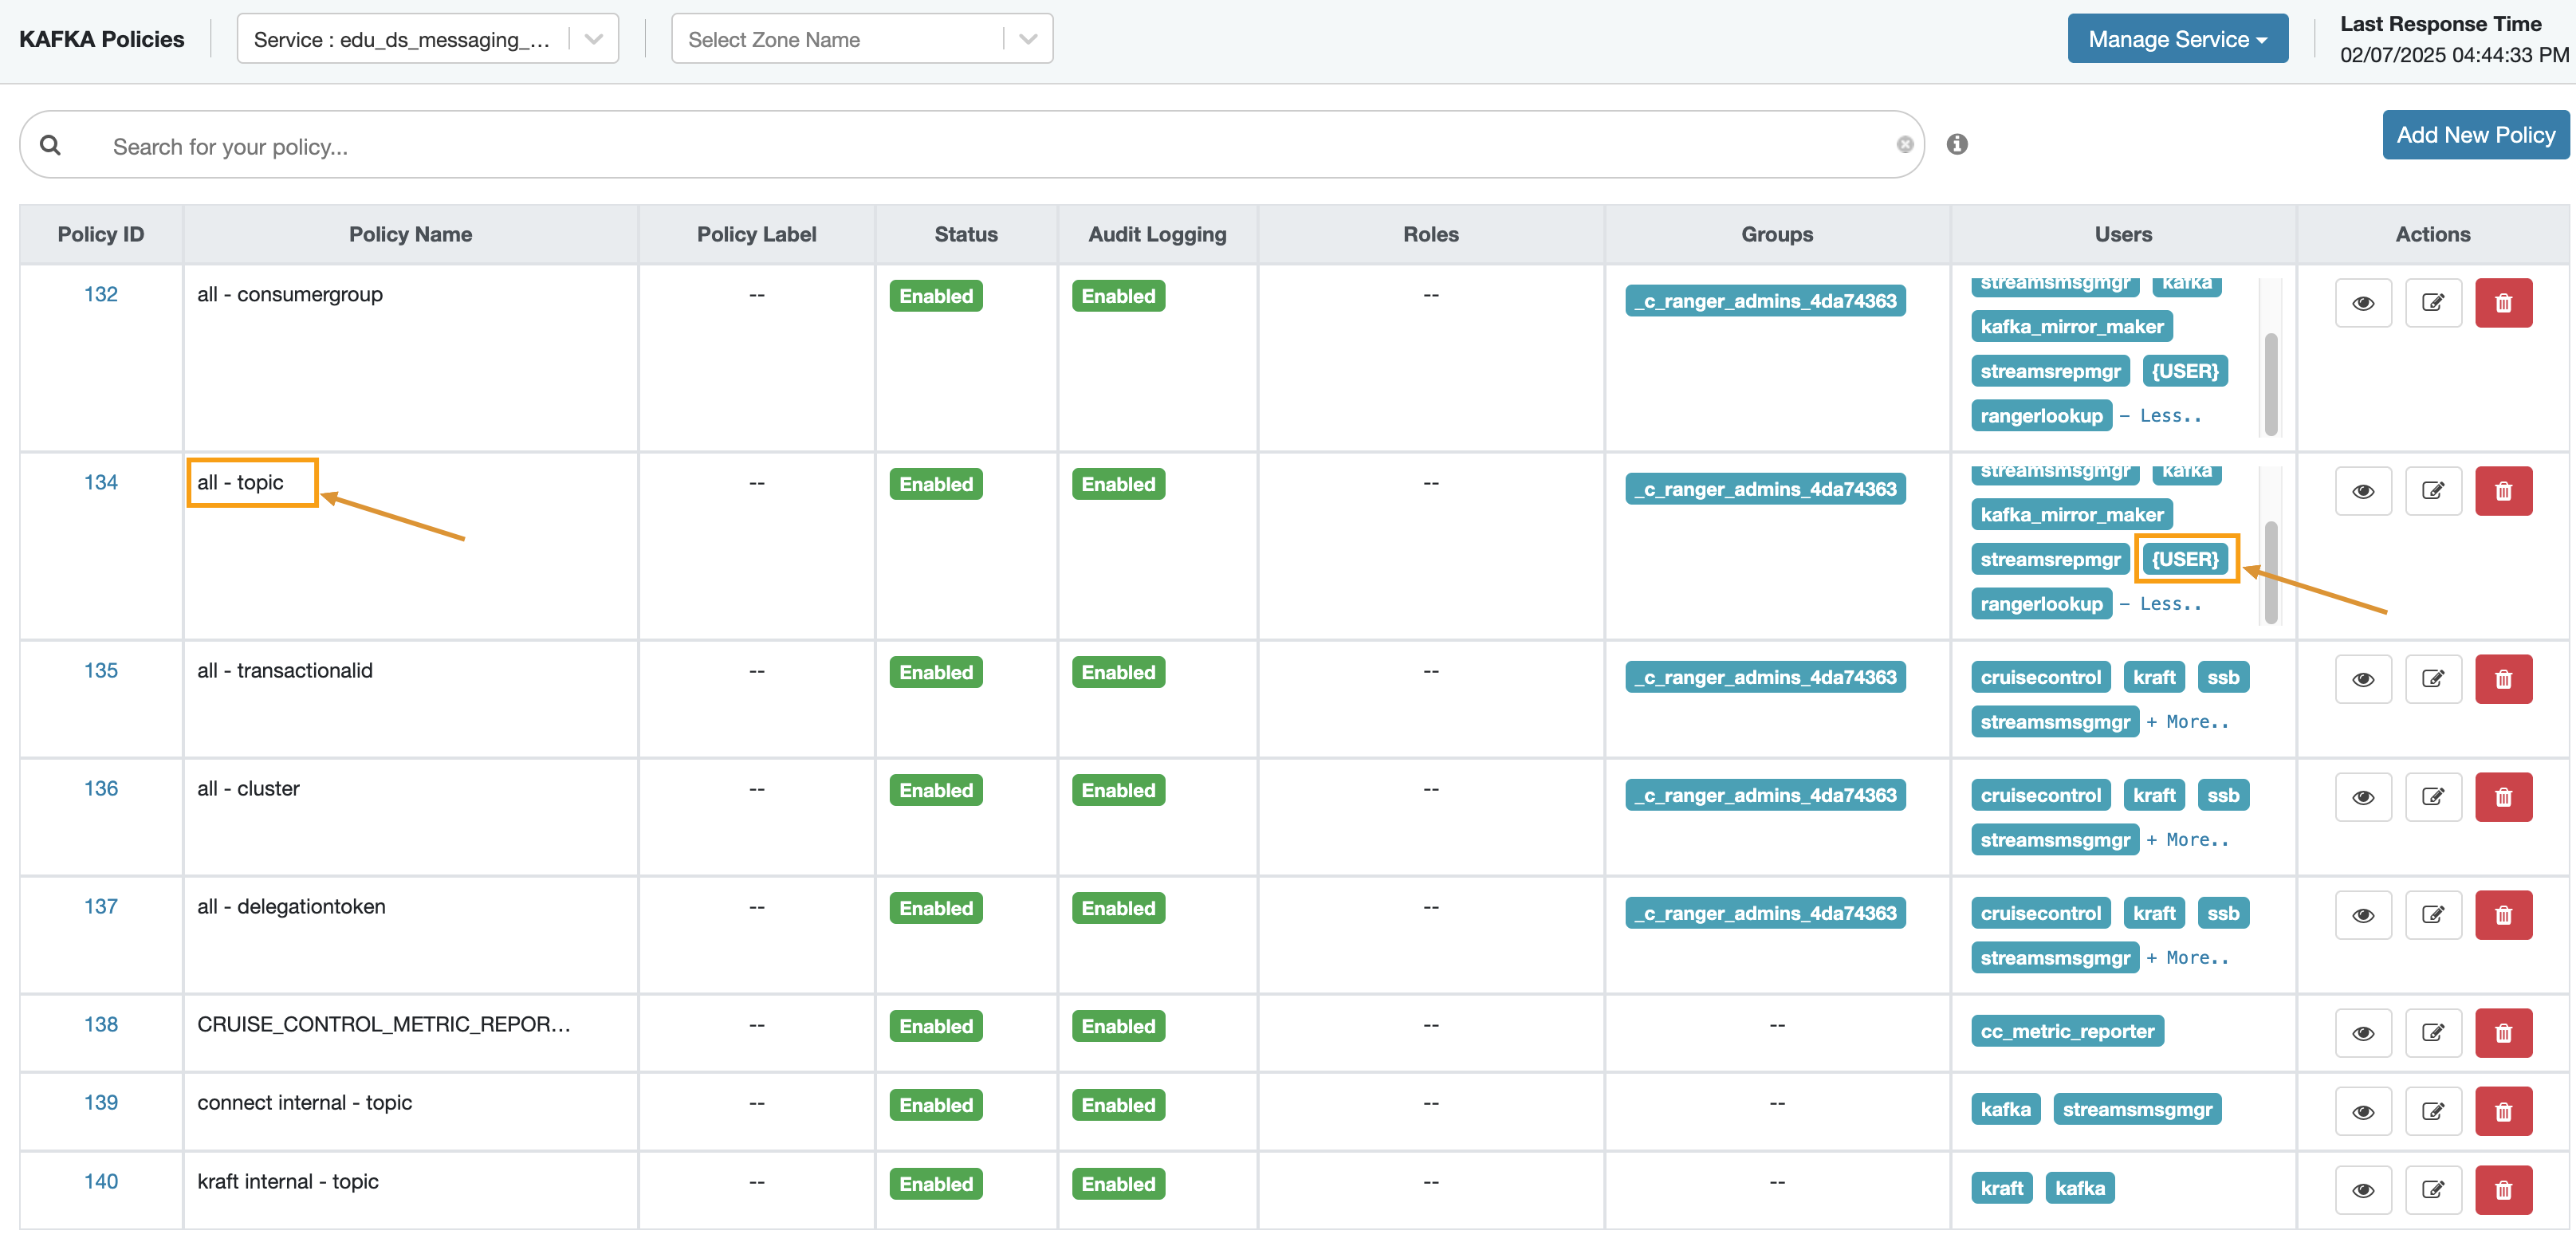 KAFKA Policies
Service : edu_ds_messaging_...
Select Zone Name
Manage Service
Last Response Time
02/07/2025 04:44:33 PM
Search for your policy...
Add New Policy
Policy ID Policy Name Policy Label Status Audit Logging Roles Groups Users Actions
132 all - consumergroup -- Enabled Enabled -- _c_ranger_admins_4da74363
streamsmsgmgr kafka
kafka_mirror_maker
streamsrepmgr {USER}
rangerlookup – Less..
134 all - topic -- Enabled Enabled -- _c_ranger_admins_4da74363
streamsmsgmgr kafka
kafka_mirror_maker
streamsrepmgr {USER}
rangerlookup – Less..
135 all - transactionalid -- Enabled Enabled -- _c_ranger_admins_4da74363 cruisecontrol kraft ssb
streamsmsgmgr + More..
136 all - cluster -- Enabled Enabled -- _c_ranger_admins_4da74363 cruisecontrol kraft ssb
streamsmsgmgr + More..
137 all - delegationtoken -- Enabled Enabled -- _c_ranger_admins_4da74363 cruisecontrol kraft ssb
streamsmsgmgr + More..
138 CRUISE_CONTROL_METRIC_REPOR... -- Enabled Enabled -- -- cc_metric_reporter
139 connect internal - topic -- Enabled Enabled -- -- kafka streamsmsgmgr
140 kraft internal - topic -- Enabled Enabled -- -- kraft kafka